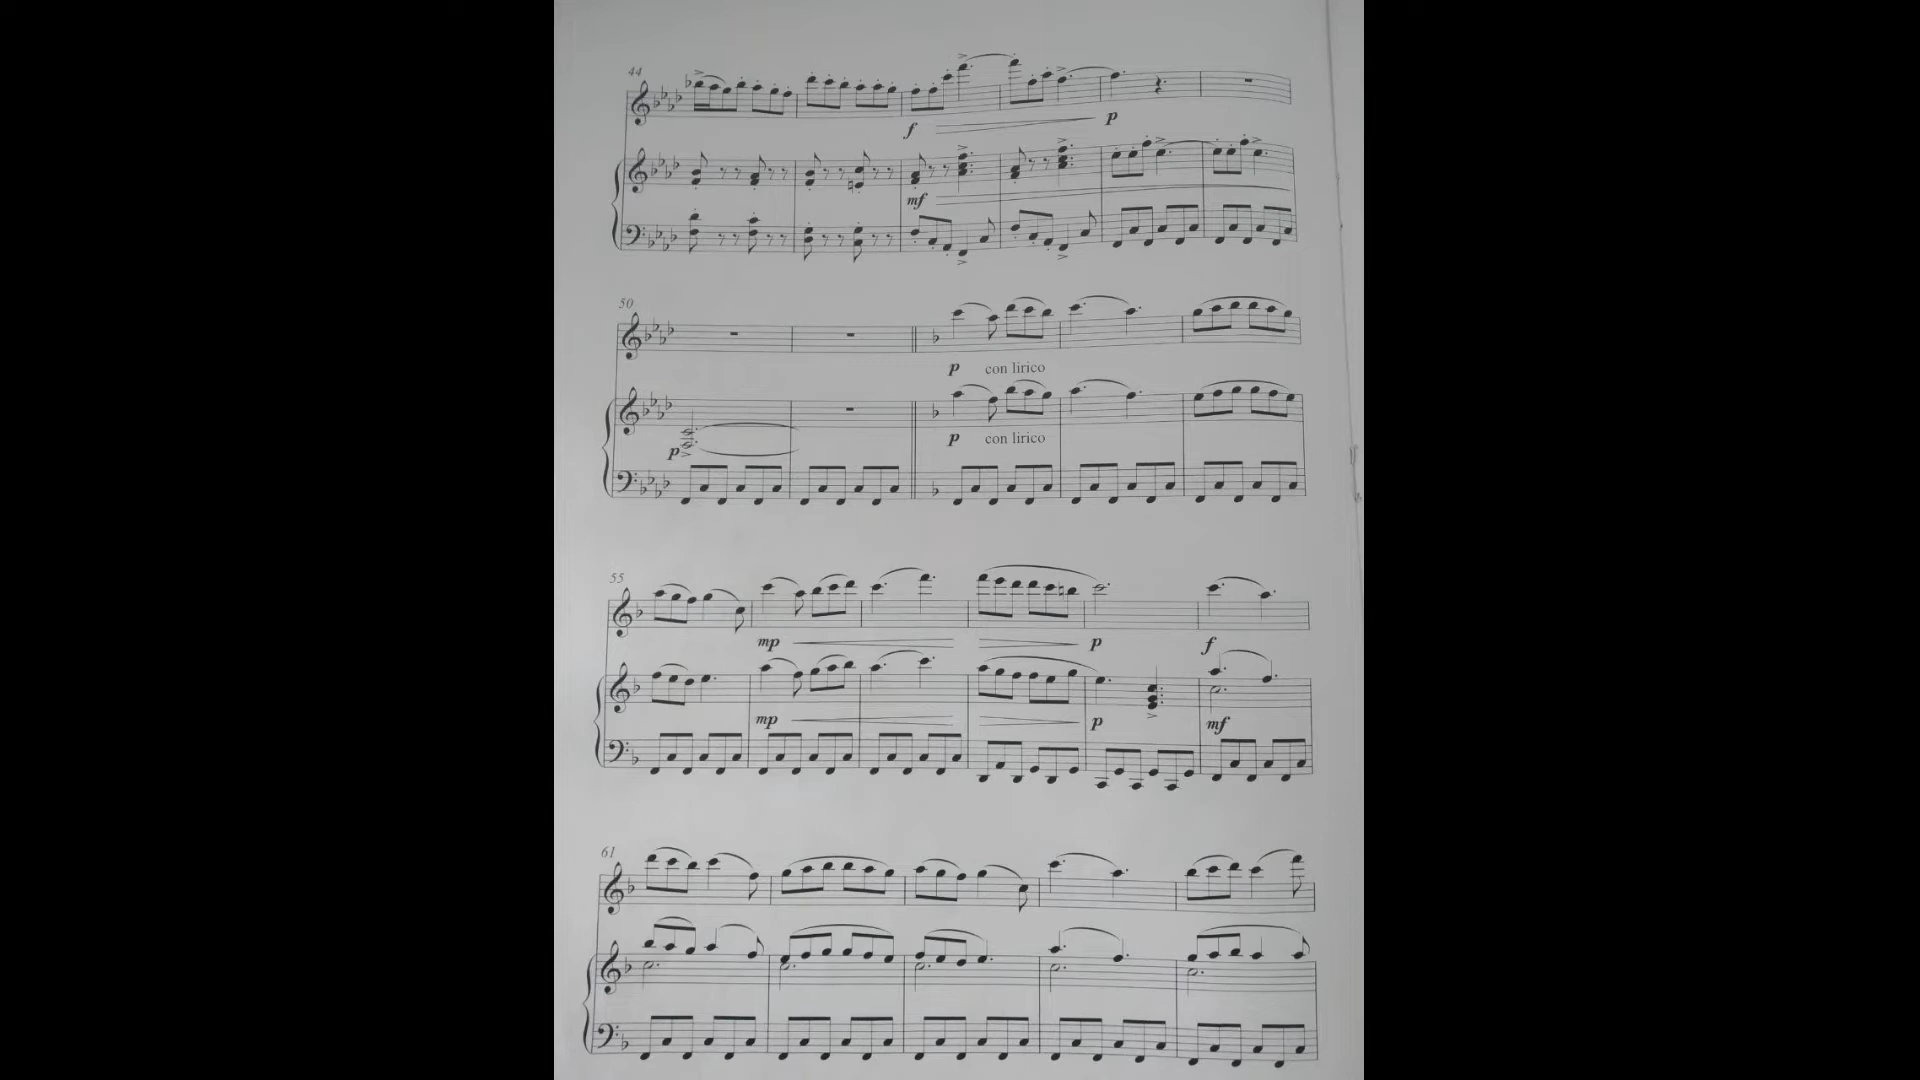 44
f p
mf
50
p con lirico
p con lirico
p
55
mp p f
mp p mf
61